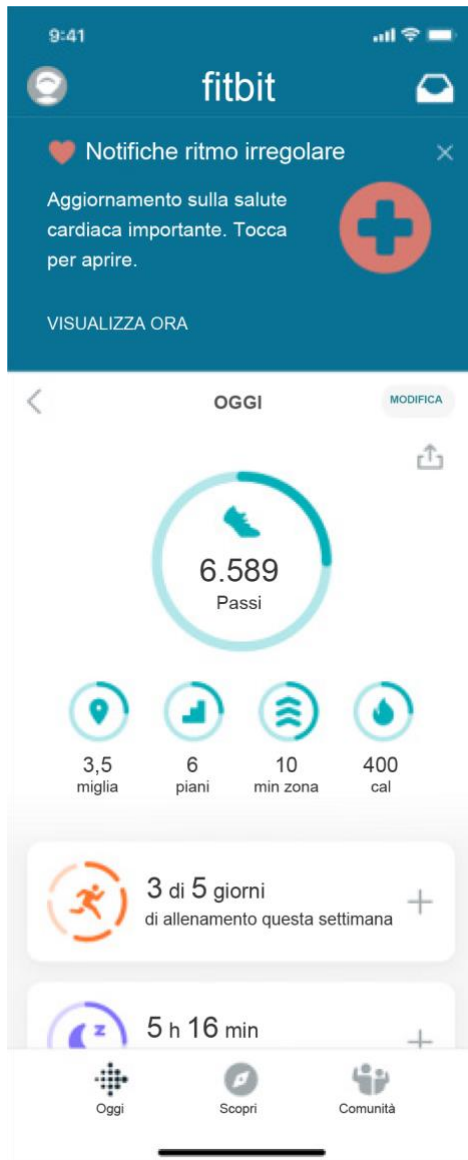 9:41
fitbit
Notifiche ritmo irregolare
Aggiornamento sulla salute
cardiaca importante. Tocca
per aprire.
VISUALIZZA ORA
OGGI
MODIFICA
6.589
Passi
3,5
miglia
6
piani
10
min zona
400
cal
3 di 5 giorni
di allenamento questa settimana
z
5 h 16 min
Oggi
Scopri
Comunità